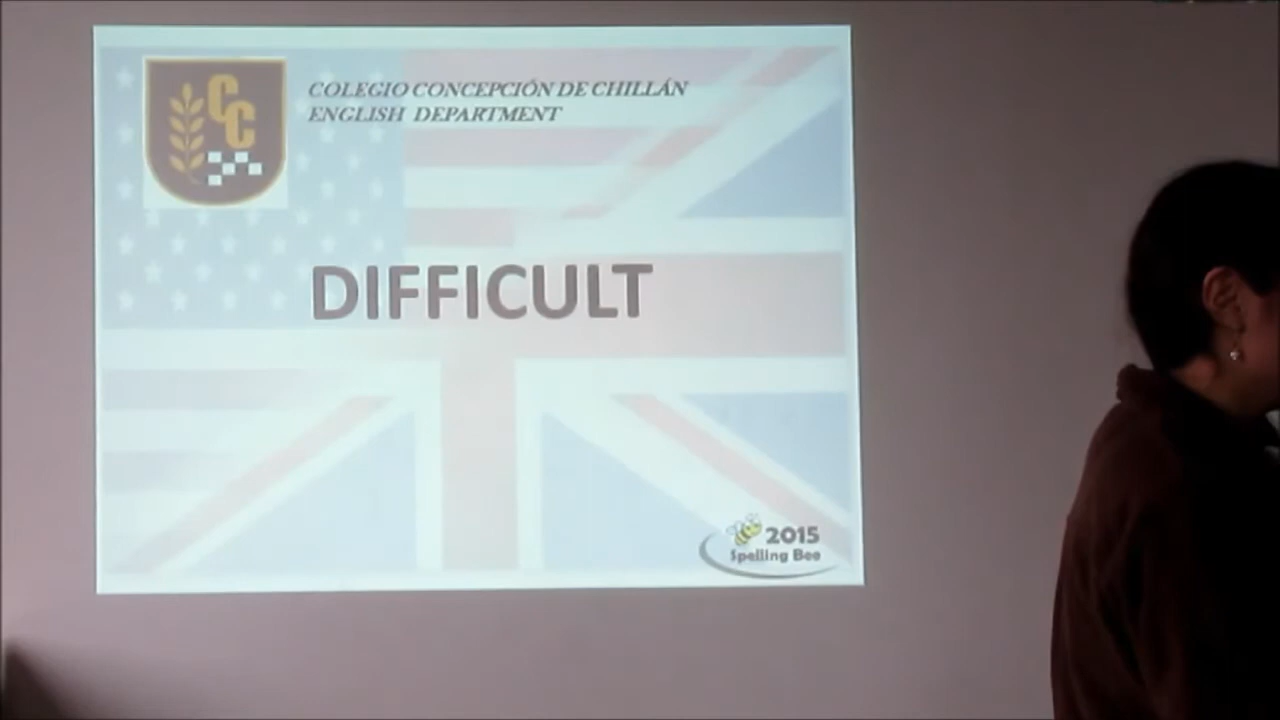 CC
COLEGIO CONCEPCIÓN DE CHILLÁN
ENGLISH DEPARTMENT
DIFFICULT
2015
Spelling Bee